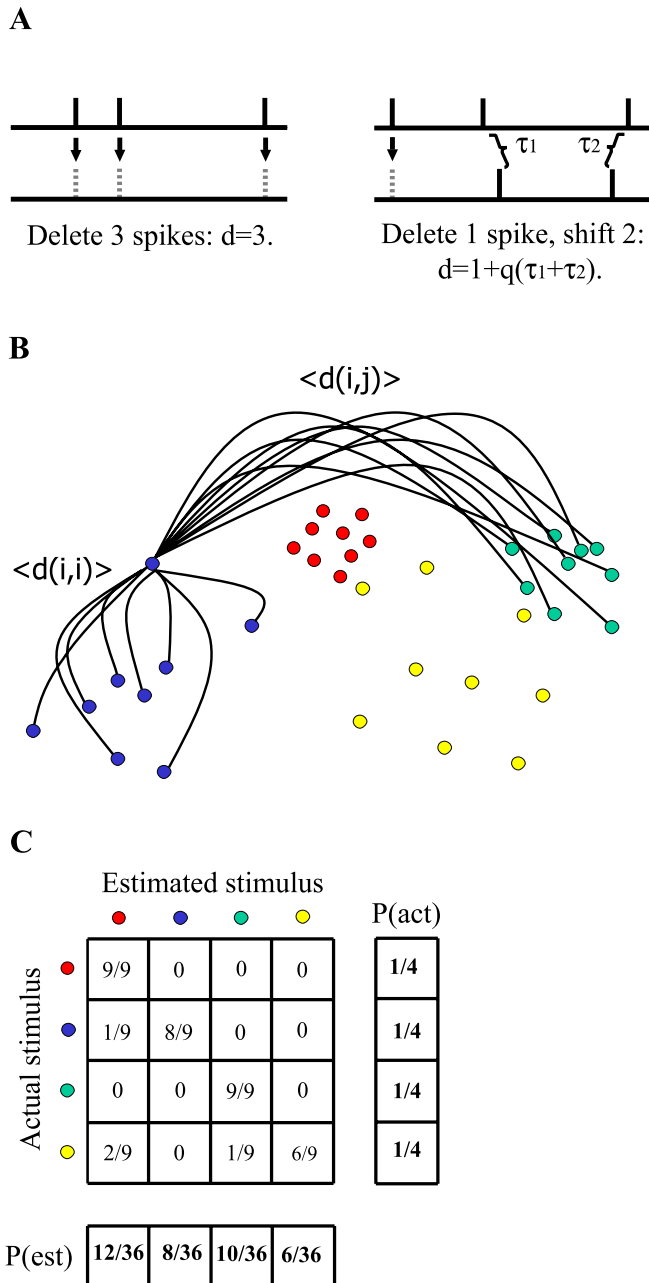 A
τ1 τ2
Delete 3 spikes: d=3.
Delete 1 spike, shift 2:
d=1+q(τ1+τ2).
B
<d(i,j)>
<d(i,i)>
C
Estimated stimulus
P(act)
Actual stimulus
9/9 0 0 0 1/4
1/9 8/9 0 0 1/4
0 0 9/9 0 1/4
2/9 0 1/9 6/9 1/4
P(est) 12/36 8/36 10/36 6/36